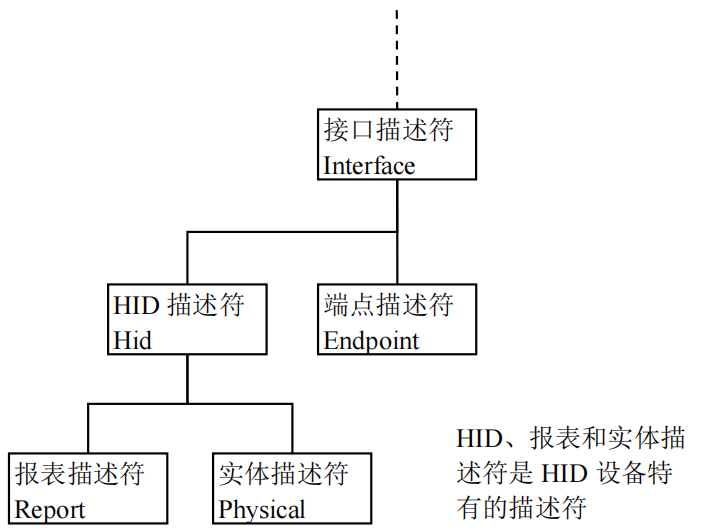 接口描述符
Interface
HID 描述符
Hid
端点描述符
Endpoint
报表描述符
Report
实体描述符
Physical
HID、报表和实体描
述符是 HID 设备特
有的描述符